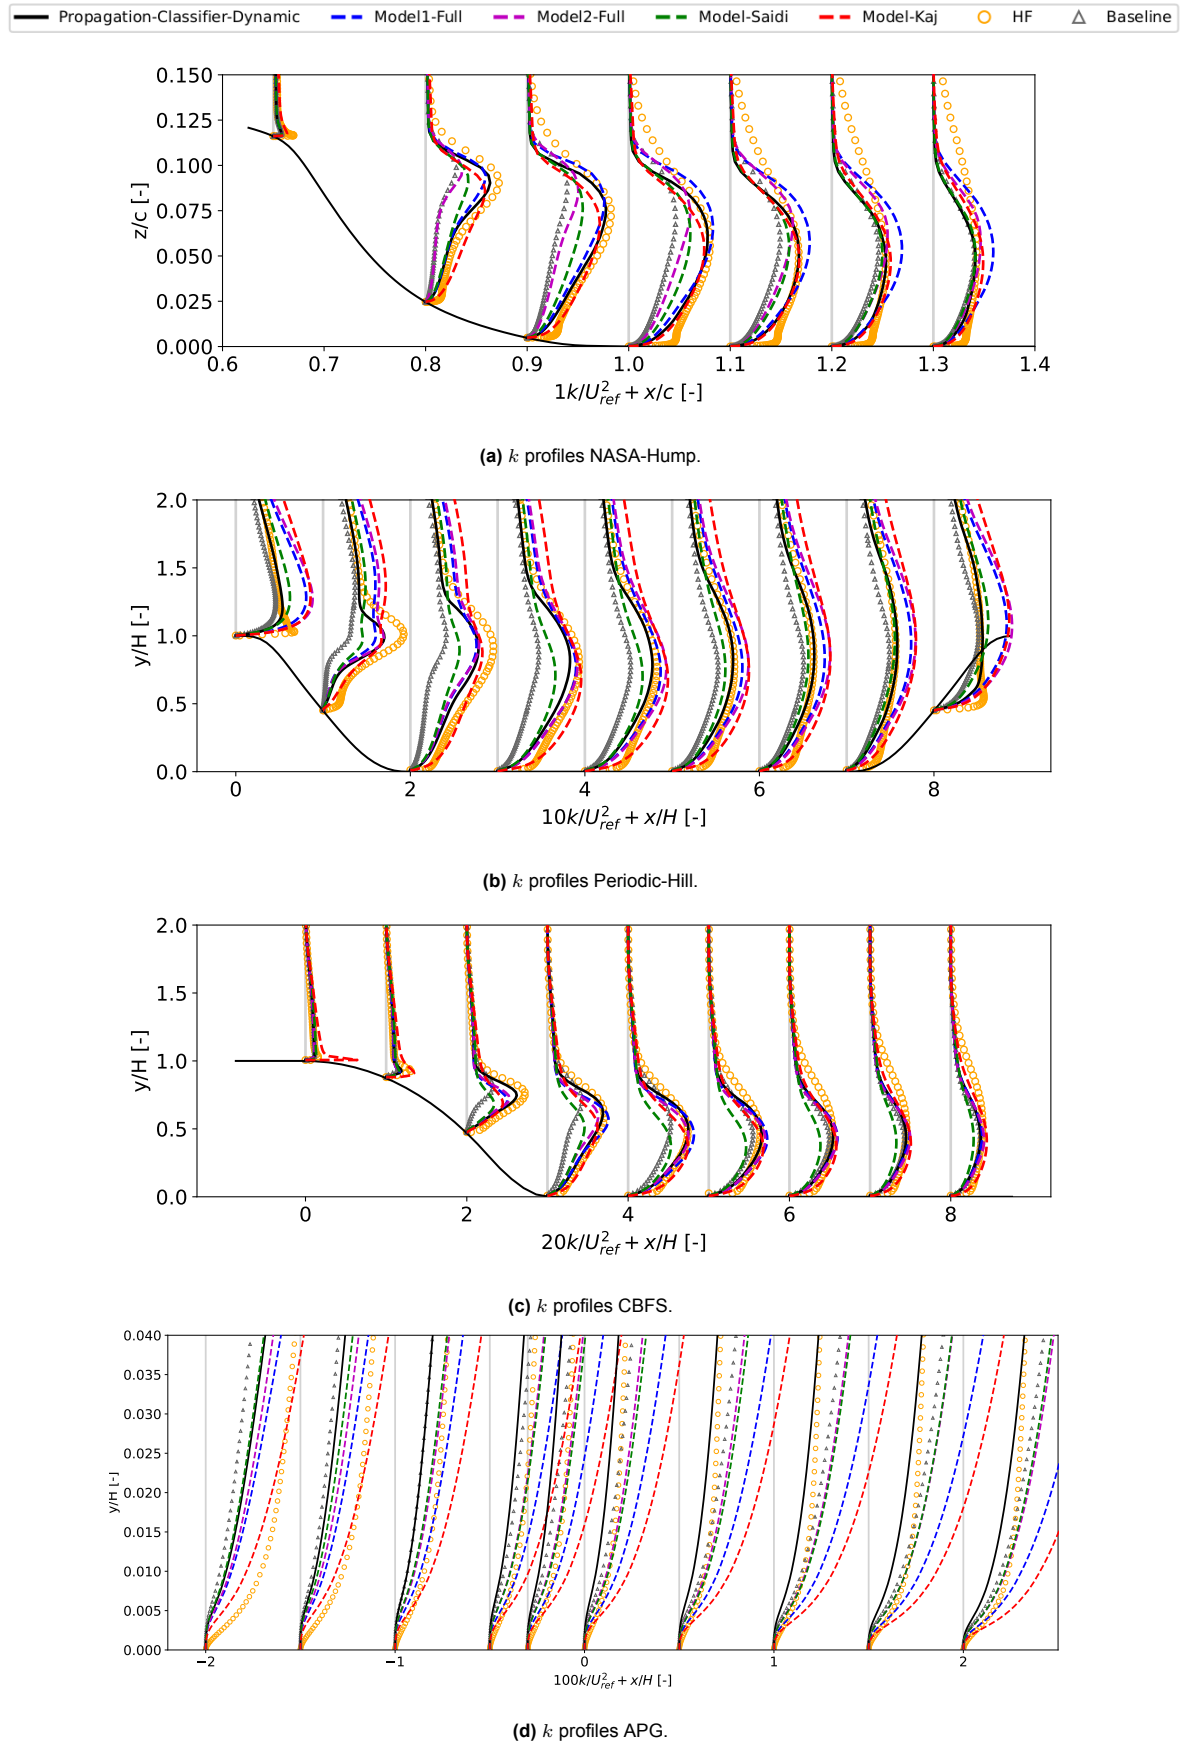 Propagation-Classifier-Dynamic Model1-Full Model2-Full Model-Saidi Model-Kaj HF Baseline
0.150
0.125
0.100
0.075
0.050
0.025
0.000
z/c [-]
0.6 0.7 0.8 0.9 1.0 1.1 1.2 1.3 1.4
1k/U²ref + x/c [-]
(a) k profiles NASA-Hump.
2.0
1.5
1.0
0.5
0.0
y/H [-]
0 2 4 6 8
10k/U²ref + x/H [-]
(b) k profiles Periodic-Hill.
2.0
1.5
1.0
0.5
0.0
y/H [-]
0 2 4 6 8
20k/U²ref + x/H [-]
(c) k profiles CBFS.
0.040
0.035
0.030
0.025
0.020
0.015
0.010
0.005
0.000
y/H [-]
−2 −1 0 1 2
100k/U²ref + x/H [-]
(d) k profiles APG.